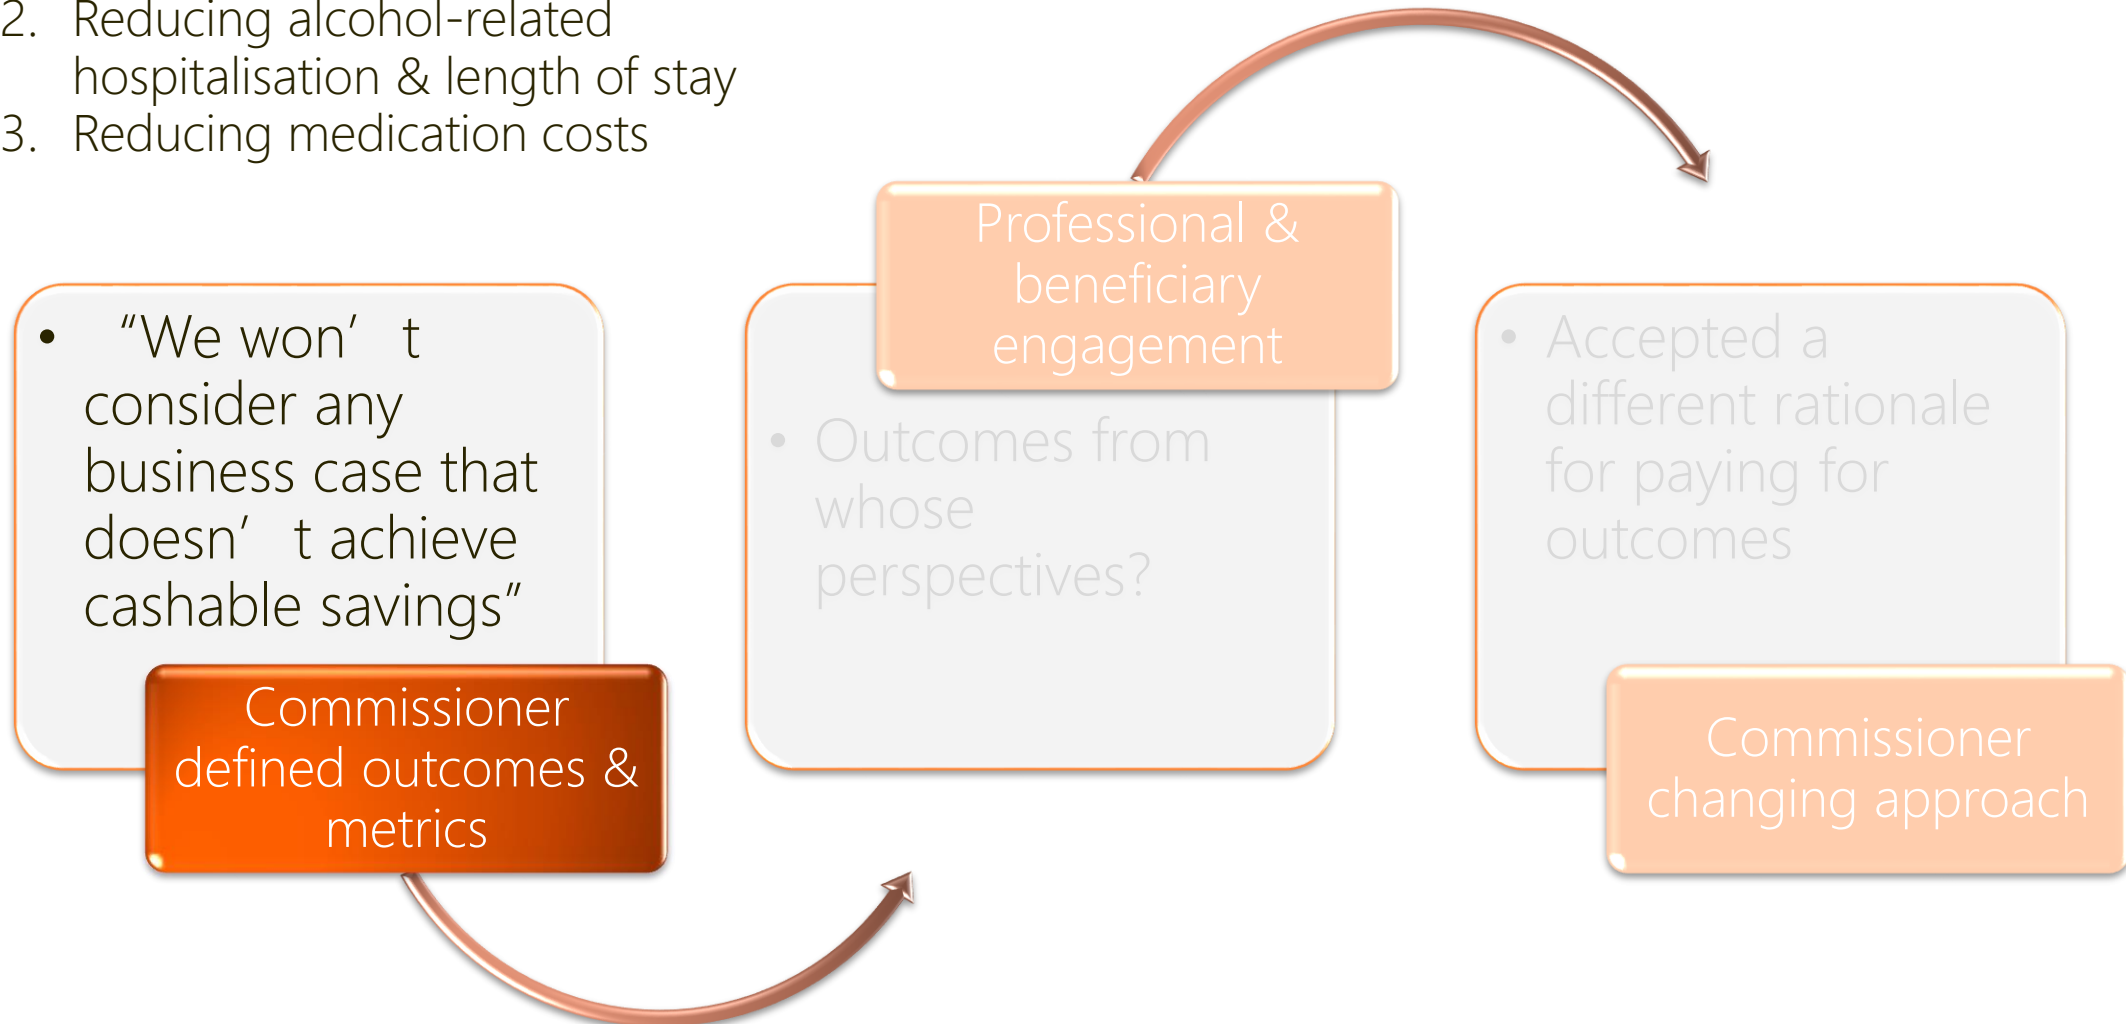 2. Reducing alcohol-related
hospitalisation & length of stay
3. Reducing medication costs
• “We won’ t
consider any
business case that
doesn’ t achieve
cashable savings”
Commissioner
defined outcomes &
metrics
Professional &
beneficiary
engagement
• Outcomes from
whose
perspectives?
• Accepted a
different rationale
for paying for
outcomes
Commissioner
changing approach